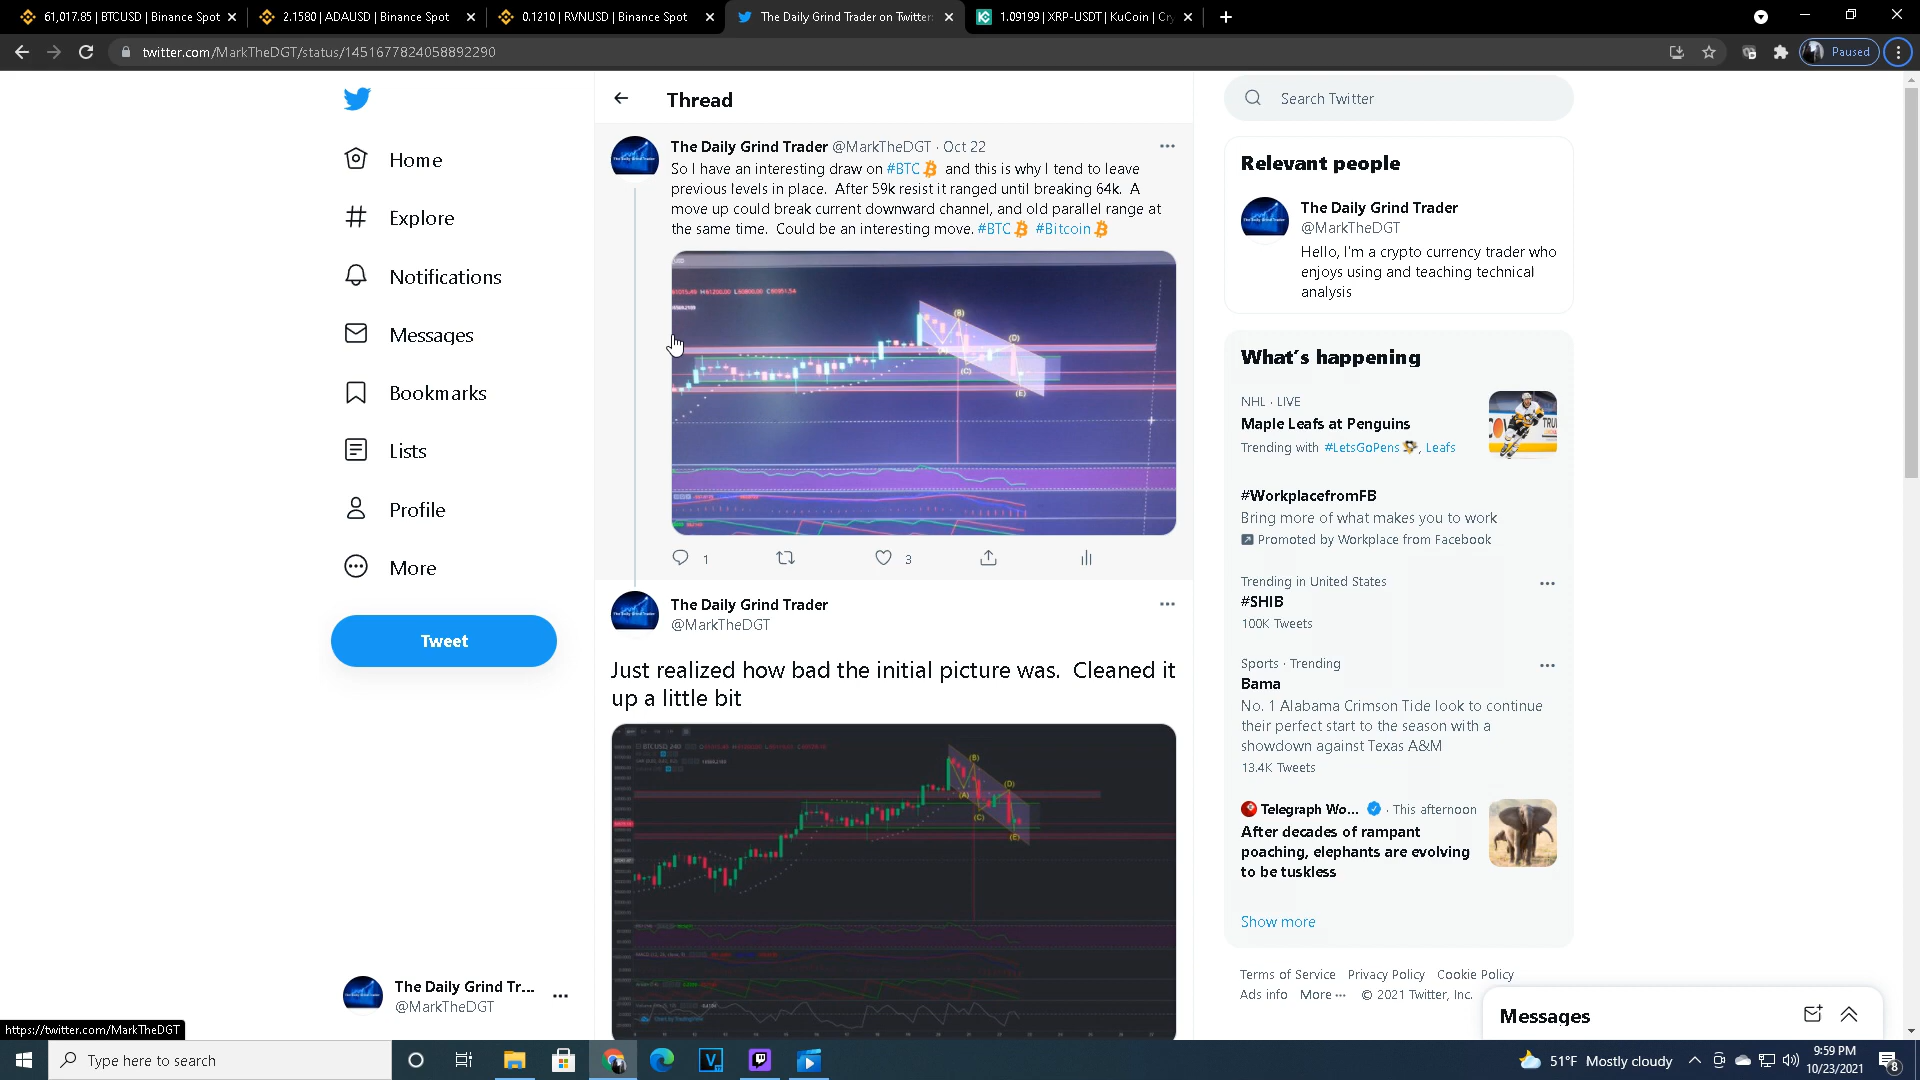 61,017.85 | BTCUSD | Binance Spot
2.1580 | ADAUSD | Binance Spot
0.1210 | RVNUSD | Binance Spot
The Daily Grind Trader on Twitter:
1.09199 | XRP-USDT | KuCoin | Cry
twitter.com/MarkTheDGT/status/1451677824058892290
Paused
Home
Explore
Notifications
Messages
Bookmarks
Lists
Profile
More
Tweet
The Daily Grind Tr...
@MarkTheDGT
https://twitter.com/MarkTheDGT
Thread
The Daily Grind Trader @MarkTheDGT · Oct 22
So I have an interesting draw on #BTC and this is why I tend to leave
previous levels in place. After 59k resist it ranged until breaking 64k. A
move up could break current downward channel, and old parallel range at
the same time. Could be an interesting move. #BTC #Bitcoin
(B)
(D)
(C)
(E)
1
3
The Daily Grind Trader
@MarkTheDGT
Just realized how bad the initial picture was. Cleaned it
up a little bit
(B)
(D)
(A)
(C)
(E)
Search Twitter
Relevant people
The Daily Grind Trader
@MarkTheDGT
Hello, I'm a crypto currency trader who
enjoys using and teaching technical
analysis
What's happening
NHL · LIVE
Maple Leafs at Penguins
Trending with #LetsGoPens, Leafs
#WorkplacefromFB
Bring more of what makes you to work
Promoted by Workplace from Facebook
Trending in United States
#SHIB
100K Tweets
Sports · Trending
Bama
No. 1 Alabama Crimson Tide look to continue
their perfect start to the season with a
showdown against Texas A&M
13.4K Tweets
Telegraph Wo... · This afternoon
After decades of rampant
poaching, elephants are evolving
to be tuskless
Show more
Terms of Service Privacy Policy Cookie Policy
Ads info More ··· © 2021 Twitter, Inc.
Messages
Type here to search
51°F Mostly cloudy
9:59 PM
10/23/2021
8